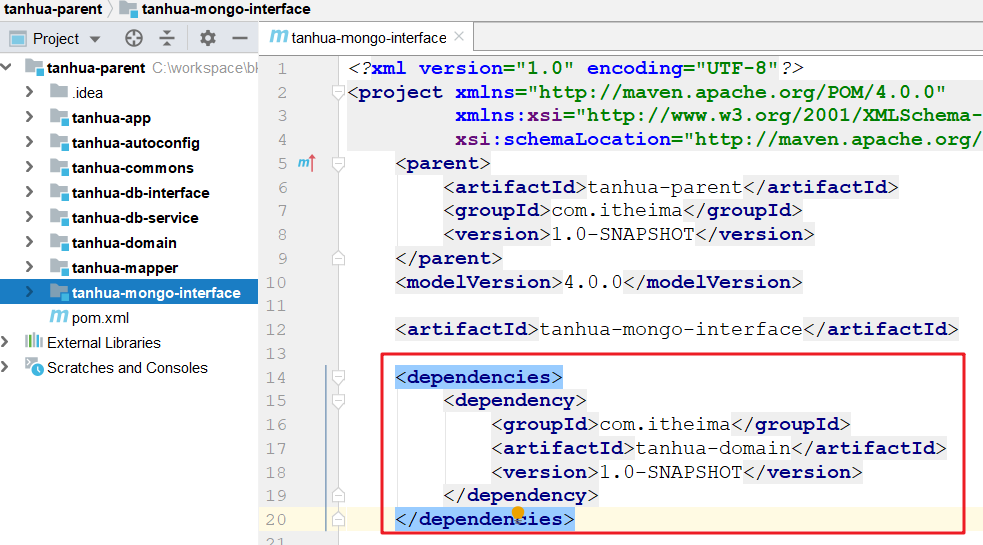 tanhua-parent tanhua-mongo-interface
Project
tanhua-mongo-interface
tanhua-parent C:\workspace\b
.idea
tanhua-app
tanhua-autoconfig
tanhua-commons
tanhua-db-interface
tanhua-db-service
tanhua-domain
tanhua-mapper
tanhua-mongo-interface
pom.xml
External Libraries
Scratches and Consoles
1 <?xml version="1.0" encoding="UTF-8"?>
2 <project xmlns="http://maven.apache.org/POM/4.0.0"
3 xmlns:xsi="http://www.w3.org/2001/XMLSchema-
4 xsi:schemaLocation="http://maven.apache.org/
5 <parent>
6 <artifactId>tanhua-parent</artifactId>
7 <groupId>com.itheima</groupId>
8 <version>1.0-SNAPSHOT</version>
9 </parent>
10 <modelVersion>4.0.0</modelVersion>
11
12 <artifactId>tanhua-mongo-interface</artifactId>
13
14 <dependencies>
15 <dependency>
16 <groupId>com.itheima</groupId>
17 <artifactId>tanhua-domain</artifactId>
18 <version>1.0-SNAPSHOT</version>
19 </dependency>
20 </dependencies>
21